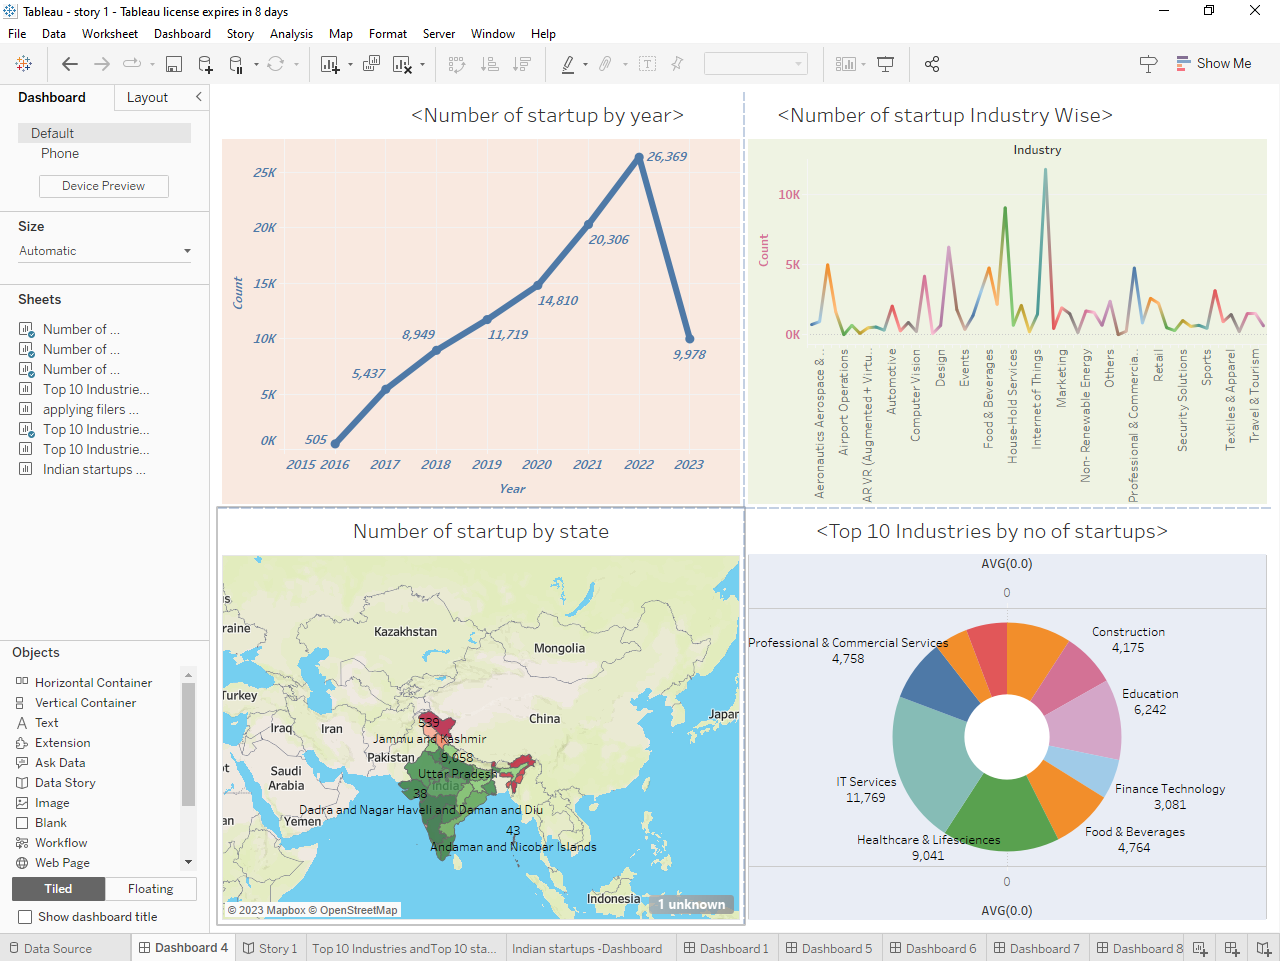 Tableau - story 1 - Tableau license expires in 8 days
File Data Worksheet Dashboard Story Analysis Map Format Server Window Help
Show Me
Dashboard Layout
Default
Phone
Device Preview
Size
Automatic
Sheets
Number of ...
Number of ...
Number of ...
Top 10 Industrie...
applying filers ...
Top 10 Industrie...
Top 10 Industrie...
Indian startups ...
Objects
Horizontal Container
Vertical Container
Text
Extension
Ask Data
Data Story
Image
Blank
Workflow
Web Page
Tiled Floating
Show dashboard title
<Number of startup by year>
Count
25K
20K
15K
10K
5K
0K
505
5,437
8,949
11,719
14,810
20,306
26,369
9,978
2015 2016 2017 2018 2019 2020 2021 2022 2023
Year
<Number of startup Industry Wise>
Industry
Count
10K
5K
0K
Aeronautics Aerospace & ..
Airport Operations
AR VR (Augmented + Virtu..
Automotive
Computer Vision
Design
Events
Food & Beverages
House-Hold Services
Internet of Things
Marketing
Non- Renewable Energy
Others
Professional & Commercia..
Retail
Security Solutions
Sports
Textiles & Apparel
Travel & Tourism
Number of startup by state
Kazakhstan
Mongolia
raine
Turkey
Iraq
Iran
China
Japan
Pakistan
Saudi
Arabia
Yemen
India
Indonesia
539
Jammu and Kashmir
9,058
Uttar Pradesh
38
Dadra and Nagar Haveli and Daman and Diu
43
Andaman and Nicobar Islands
1 unknown
© 2023 Mapbox © OpenStreetMap
<Top 10 Industries by no of startups>
AVG(0.0)
0
Professional & Commercial Services
4,758
Construction
4,175
Education
6,242
Finance Technology
3,081
Food & Beverages
4,764
Healthcare & Lifesciences
9,041
IT Services
11,769
0
AVG(0.0)
Data Source Dashboard 4 Story 1 Top 10 Industries andTop 10 sta... Indian startups -Dashboard Dashboard 1 Dashboard 5 Dashboard 6 Dashboard 7 Dashboard 8